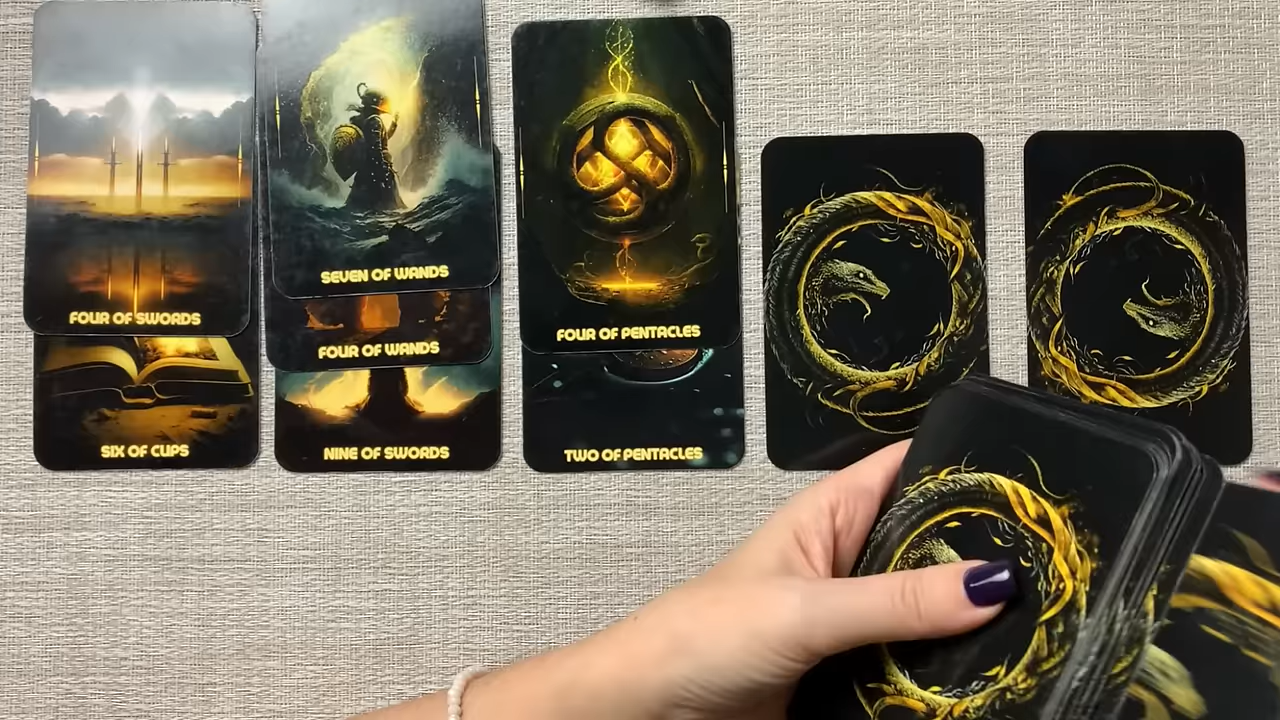 FOUR OF SWORDS
SIX OF CUPS
SEVEN OF WANDS
FOUR OF WANDS
NINE OF SWORDS
FOUR OF PENTACLES
TWO OF PENTACLES